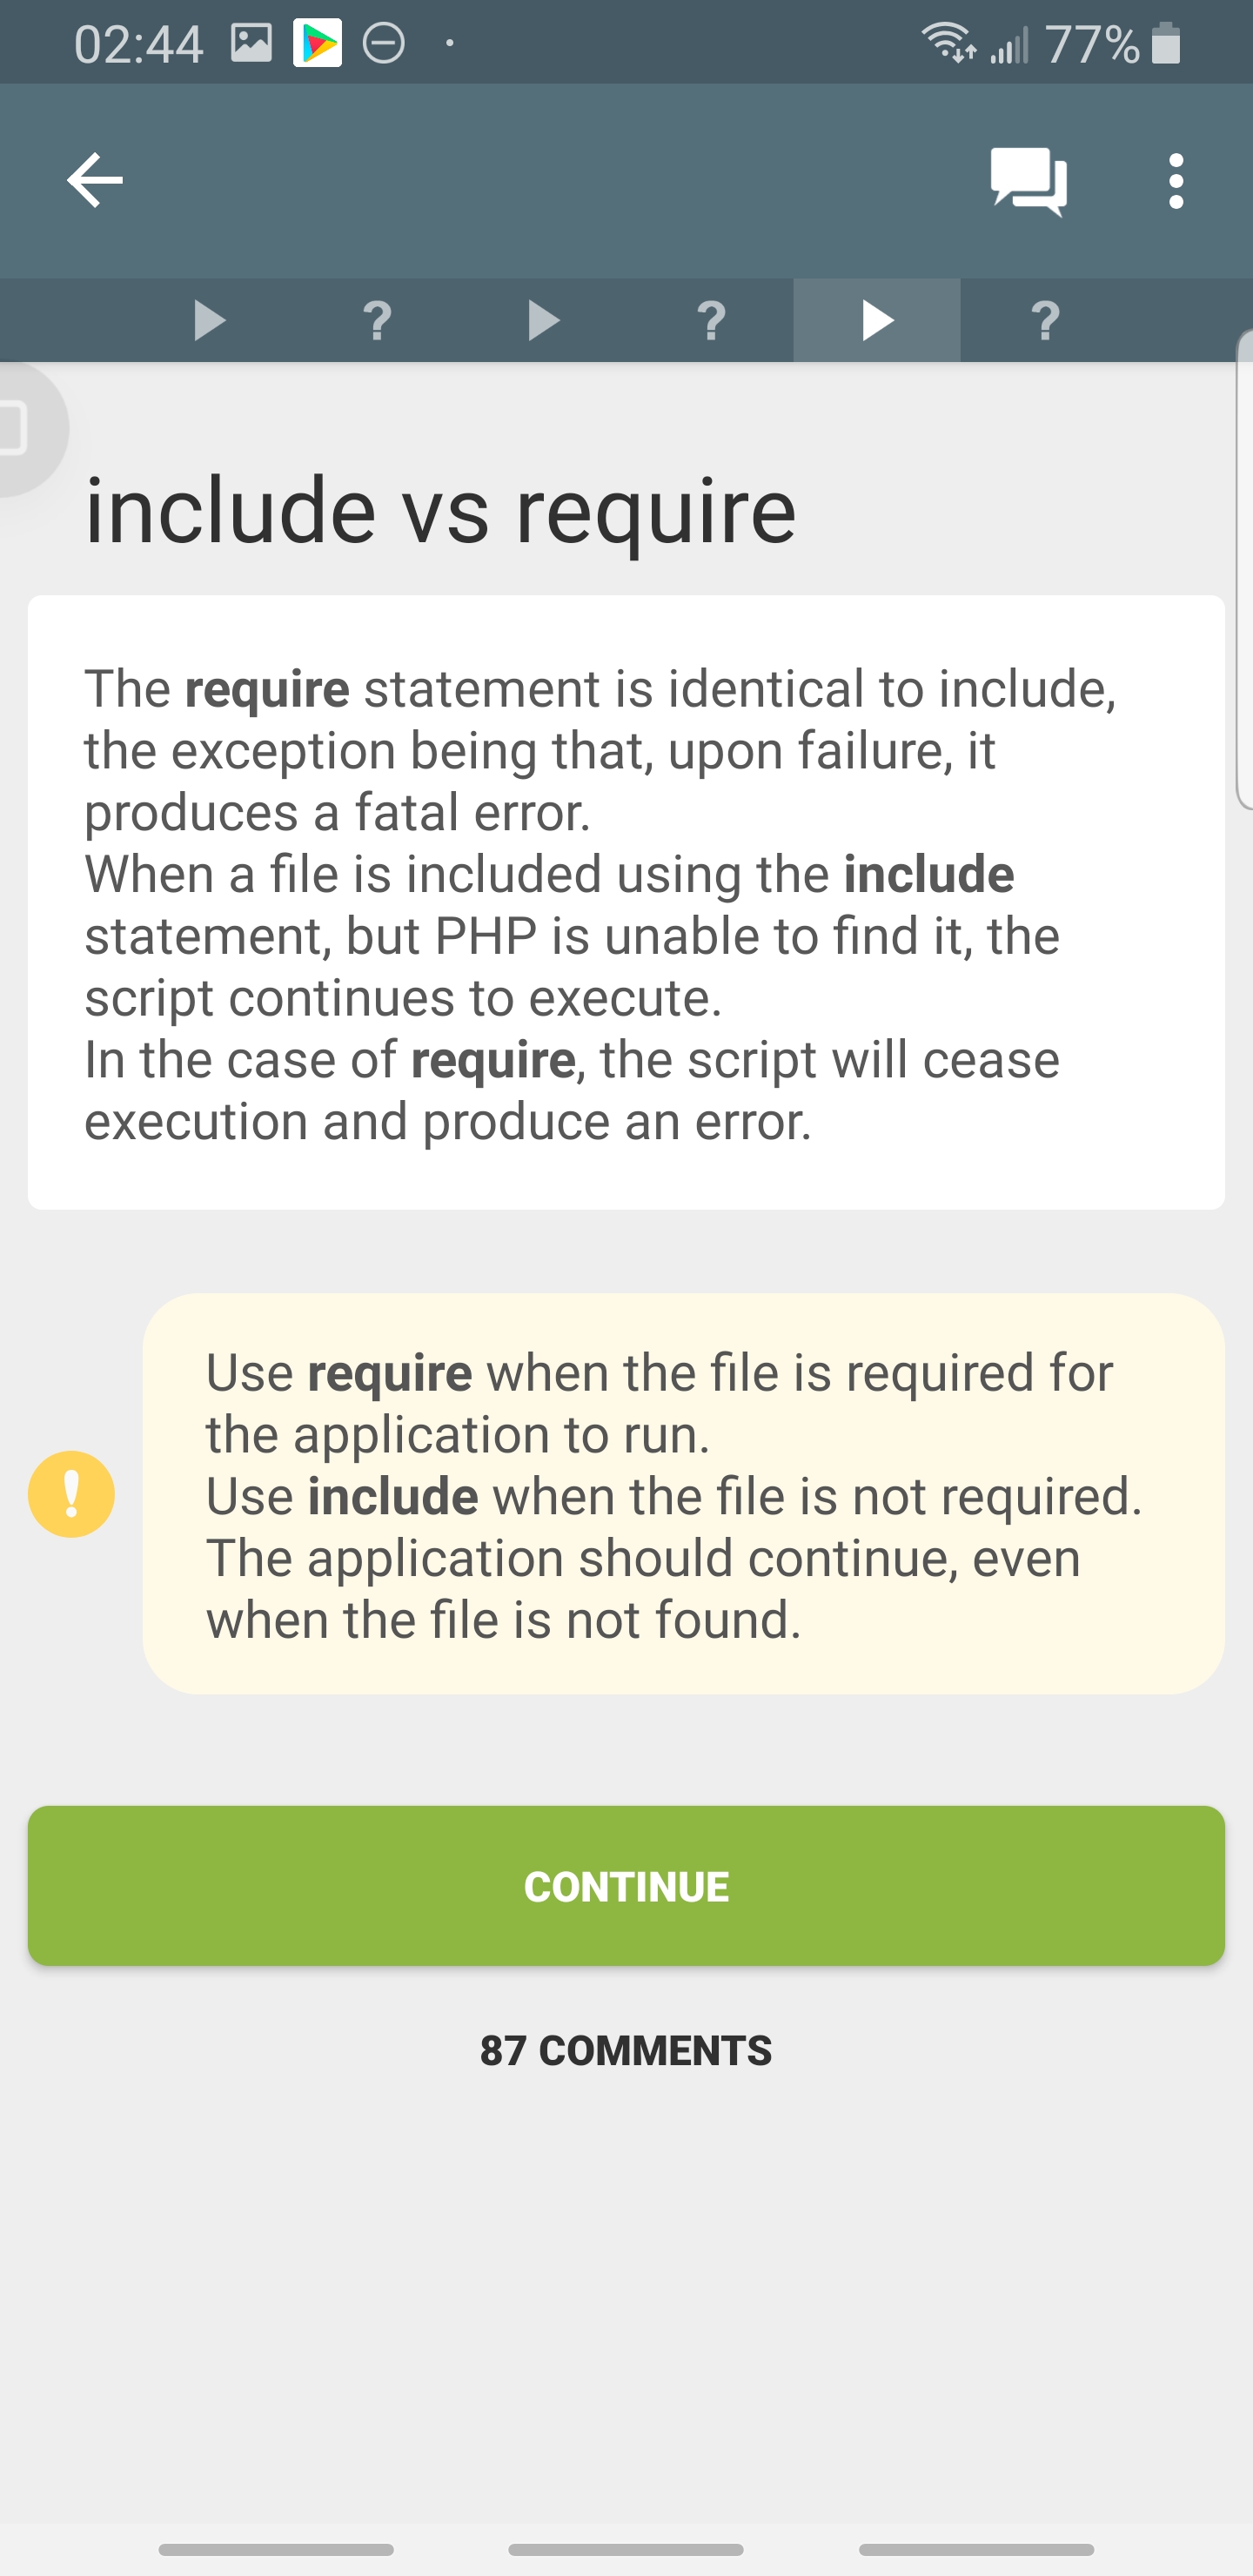 02:44
77%
?
?
?
include vs require
The require statement is identical to include,
the exception being that, upon failure, it
produces a fatal error.
When a file is included using the include
statement, but PHP is unable to find it, the
script continues to execute.
In the case of require, the script will cease
execution and produce an error.
Use require when the file is required for
the application to run.
Use include when the file is not required.
The application should continue, even
when the file is not found.
CONTINUE
87 COMMENTS